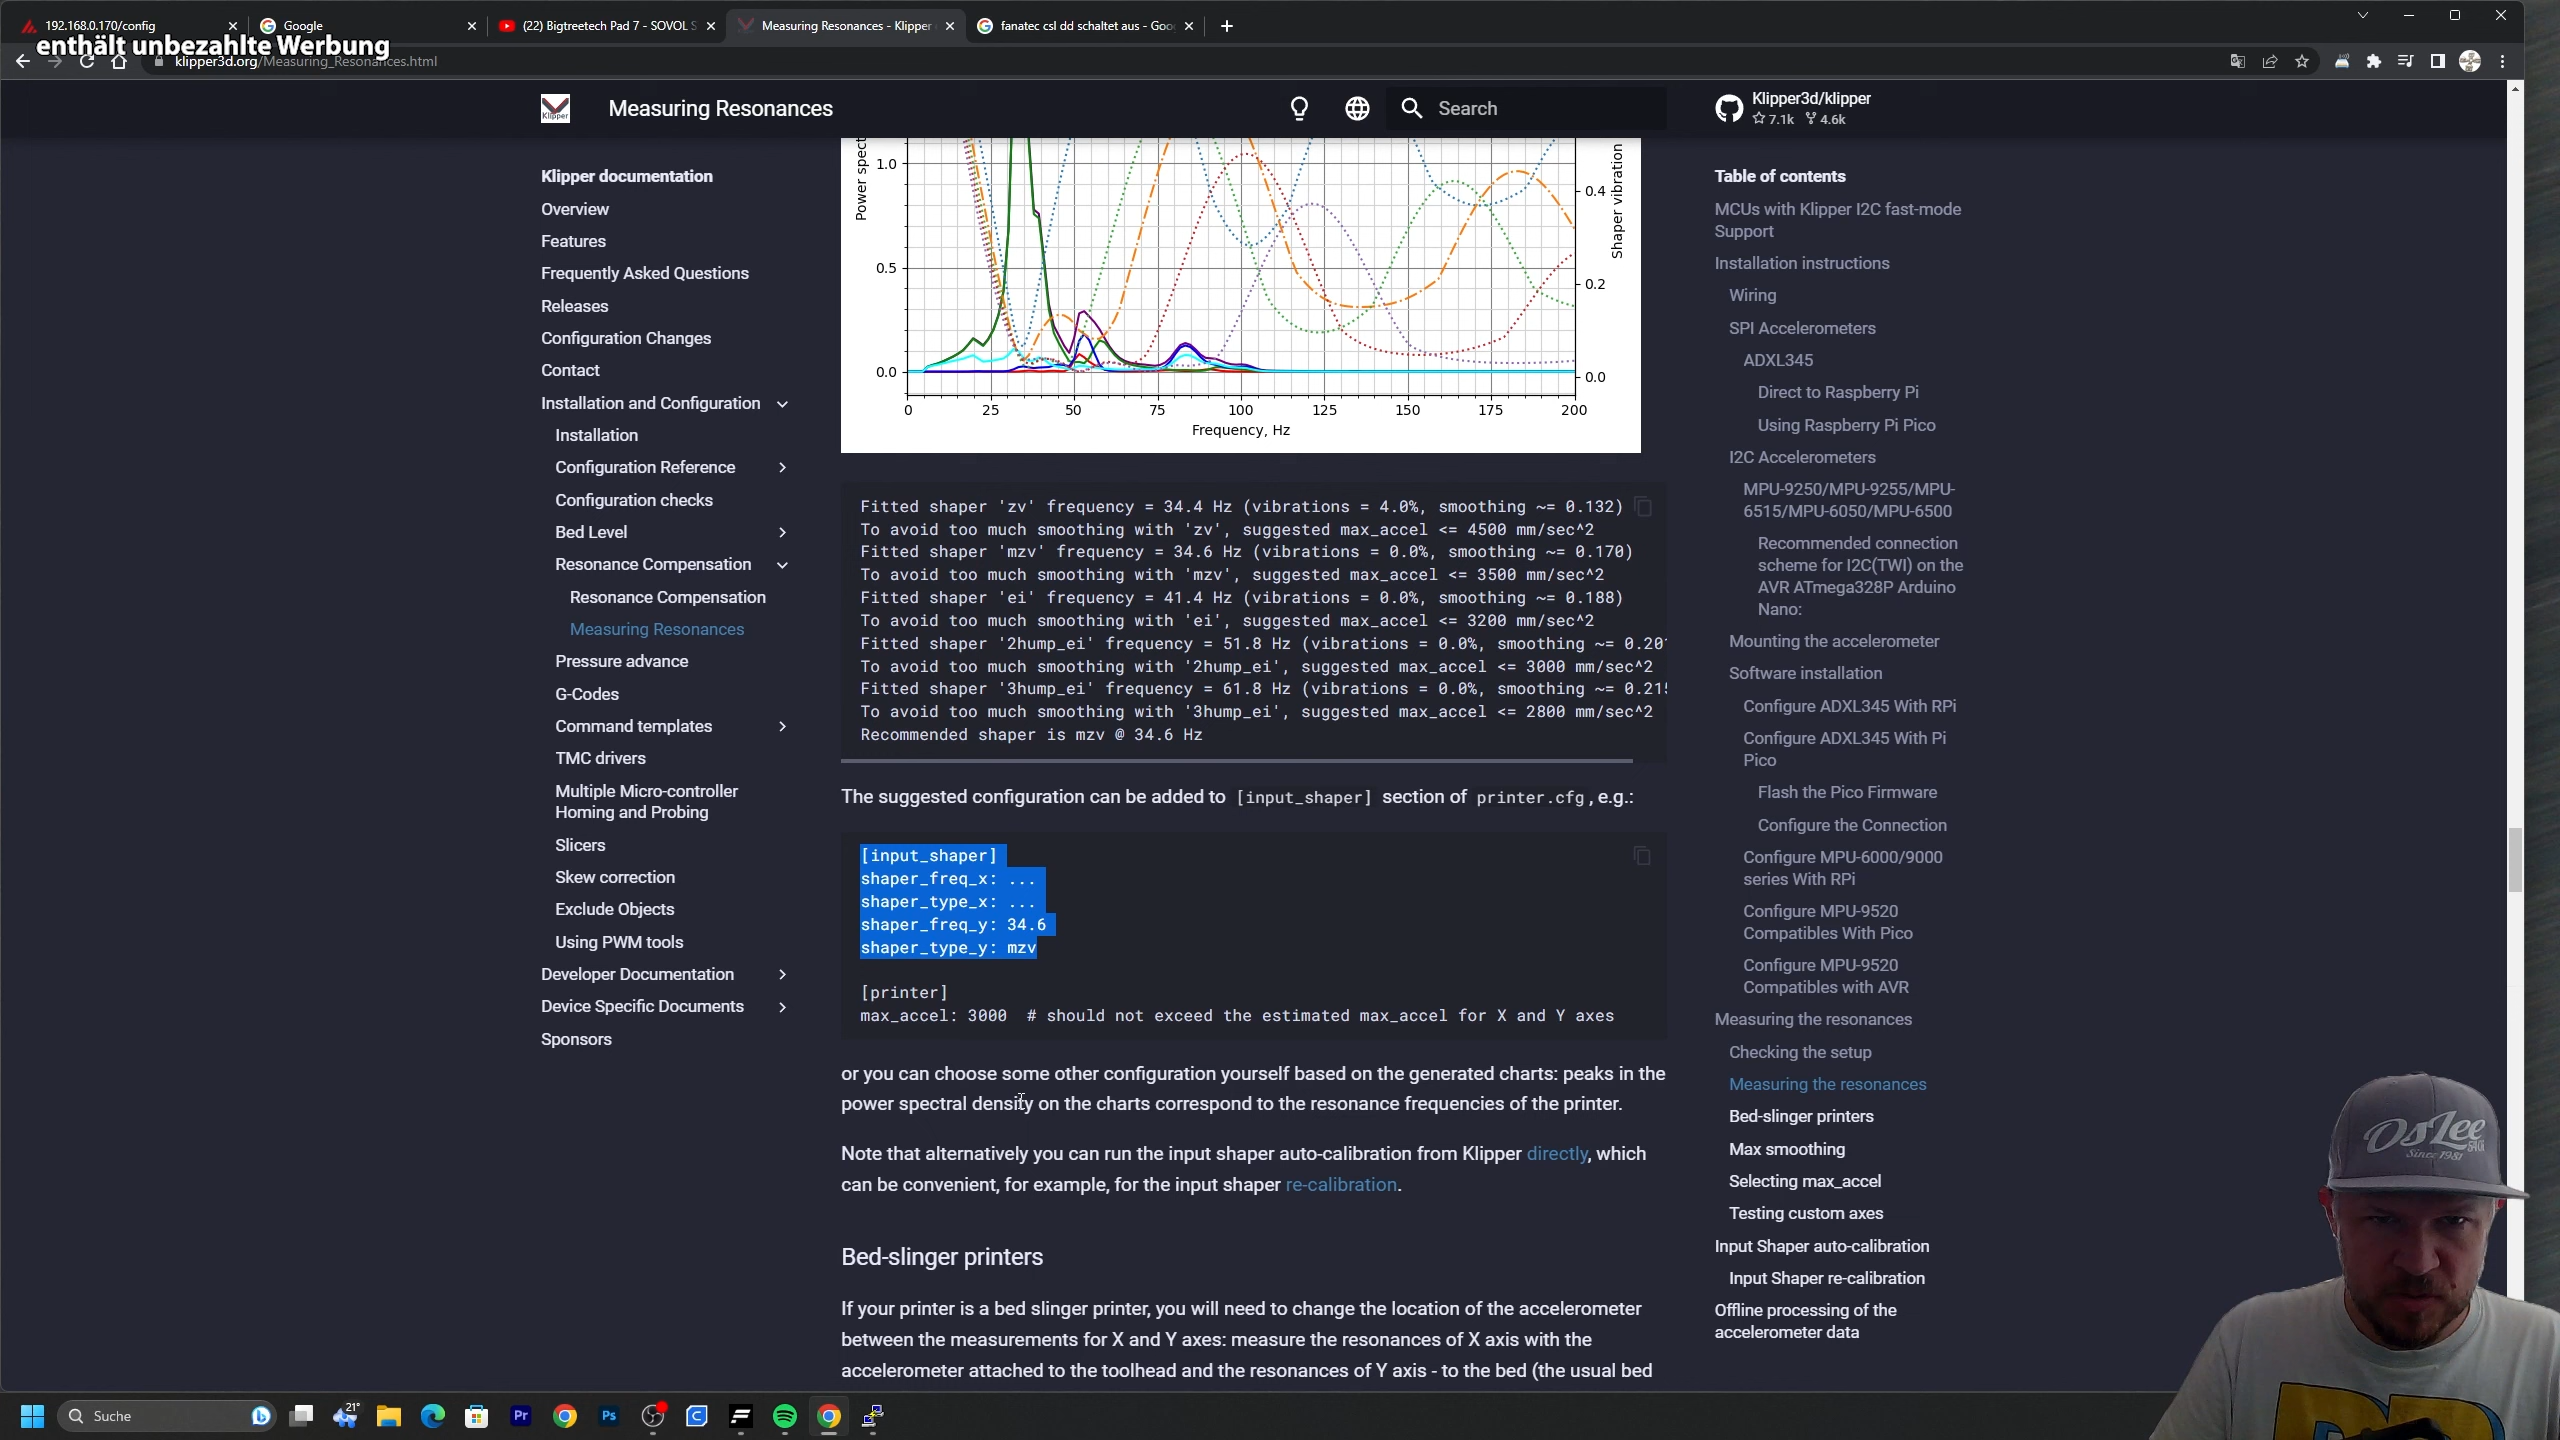 192.168.0.170/config
Google
(22) Bigtreetech Pad 7 - SOVOL S
Measuring Resonances - Klipper
fanatec csl dd schaltet aus - Goo
enthält unbezahlte Werbung
klipper3d.org/Measuring_Resonances.html
Klipper
Measuring Resonances
Search
Klipper3d/klipper
7.1k 4.6k
Klipper documentation
Overview
Features
Frequently Asked Questions
Releases
Configuration Changes
Contact
Installation and Configuration
Installation
Configuration Reference
Configuration checks
Bed Level
Resonance Compensation
Resonance Compensation
Measuring Resonances
Pressure advance
G-Codes
Command templates
TMC drivers
Multiple Micro-controller
Homing and Probing
Slicers
Skew correction
Exclude Objects
Using PWM tools
Developer Documentation
Device Specific Documents
Sponsors
Power spect
1.0
0.5
0.0
Shaper vibration
0.4
0.2
0.0
0 25 50 75 100 125 150 175 200
Frequency, Hz
Fitted shaper 'zv' frequency = 34.4 Hz (vibrations = 4.0%, smoothing ~= 0.132)
To avoid too much smoothing with 'zv', suggested max_accel <= 4500 mm/sec^2
Fitted shaper 'mzv' frequency = 34.6 Hz (vibrations = 0.0%, smoothing ~= 0.170)
To avoid too much smoothing with 'mzv', suggested max_accel <= 3500 mm/sec^2
Fitted shaper 'ei' frequency = 41.4 Hz (vibrations = 0.0%, smoothing ~= 0.188)
To avoid too much smoothing with 'ei', suggested max_accel <= 3200 mm/sec^2
Fitted shaper '2hump_ei' frequency = 51.8 Hz (vibrations = 0.0%, smoothing ~= 0.201
To avoid too much smoothing with '2hump_ei', suggested max_accel <= 3000 mm/sec^2
Fitted shaper '3hump_ei' frequency = 61.8 Hz (vibrations = 0.0%, smoothing ~= 0.215
To avoid too much smoothing with '3hump_ei', suggested max_accel <= 2800 mm/sec^2
Recommended shaper is mzv @ 34.6 Hz
The suggested configuration can be added to [input_shaper] section of printer.cfg, e.g.:
[input_shaper]
shaper_freq_x: ...
shaper_type_x: ...
shaper_freq_y: 34.6
shaper_type_y: mzv
[printer]
max_accel: 3000 # should not exceed the estimated max_accel for X and Y axes
or you can choose some other configuration yourself based on the generated charts: peaks in the
power spectral density on the charts correspond to the resonance frequencies of the printer.
Note that alternatively you can run the input shaper auto-calibration from Klipper directly, which
can be convenient, for example, for the input shaper re-calibration.
Bed-slinger printers
If your printer is a bed slinger printer, you will need to change the location of the accelerometer
between the measurements for X and Y axes: measure the resonances of X axis with the
accelerometer attached to the toolhead and the resonances of Y axis - to the bed (the usual bed
Table of contents
MCUs with Klipper I2C fast-mode
Support
Installation instructions
Wiring
SPI Accelerometers
ADXL345
Direct to Raspberry Pi
Using Raspberry Pi Pico
I2C Accelerometers
MPU-9250/MPU-9255/MPU-
6515/MPU-6050/MPU-6500
Recommended connection
scheme for I2C(TWI) on the
AVR ATmega328P Arduino
Nano:
Mounting the accelerometer
Software installation
Configure ADXL345 With RPi
Configure ADXL345 With Pi
Pico
Flash the Pico Firmware
Configure the Connection
Configure MPU-6000/9000
series With RPi
Configure MPU-9520
Compatibles With Pico
Configure MPU-9520
Compatibles with AVR
Measuring the resonances
Checking the setup
Measuring the resonances
Bed-slinger printers
Max smoothing
Selecting max_accel
Testing custom axes
Input Shaper auto-calibration
Input Shaper re-calibration
Offline processing of the
accelerometer data
OsLee
Since 1981
Suche
21°
Pr
Ps